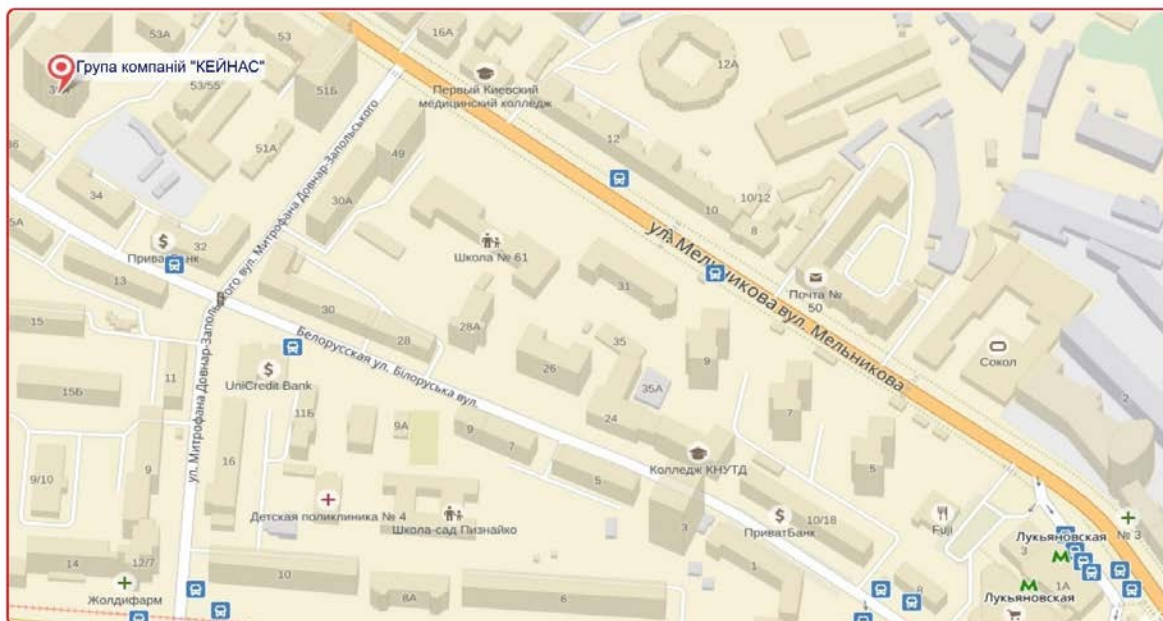 53А
53
16А
12А
Група компаній "КЕЙНАС"
53/55
51Б
Первый Киевский
медицинский колледж
51А
49
12
34
30А
10/12
10
8
32
ПриватБанк
Школа № 61
ул. Мельникова вул. Мельникова
13
31
Почта №
50
ул. Митрофана Довнар-Запольского вул. Митрофана Довнар-Запольського
30
28
28А
35
Сокол
15
Белорусская ул. Білоруська вул.
26
9
UniCredit Bank
11
35А
15Б
11Б
9А
24
7
2
9
7
16
9
Колледж КНУТД
9/10
5
5
Детская поликлиника № 4
Школа-сад Пизнайко
3
ПриватБанк
10/18
Fuji
Лукьяновская
№ 3
3
14
12/7
10
1
1А
Жолдифарм
8А
6
8
Лукьяновская